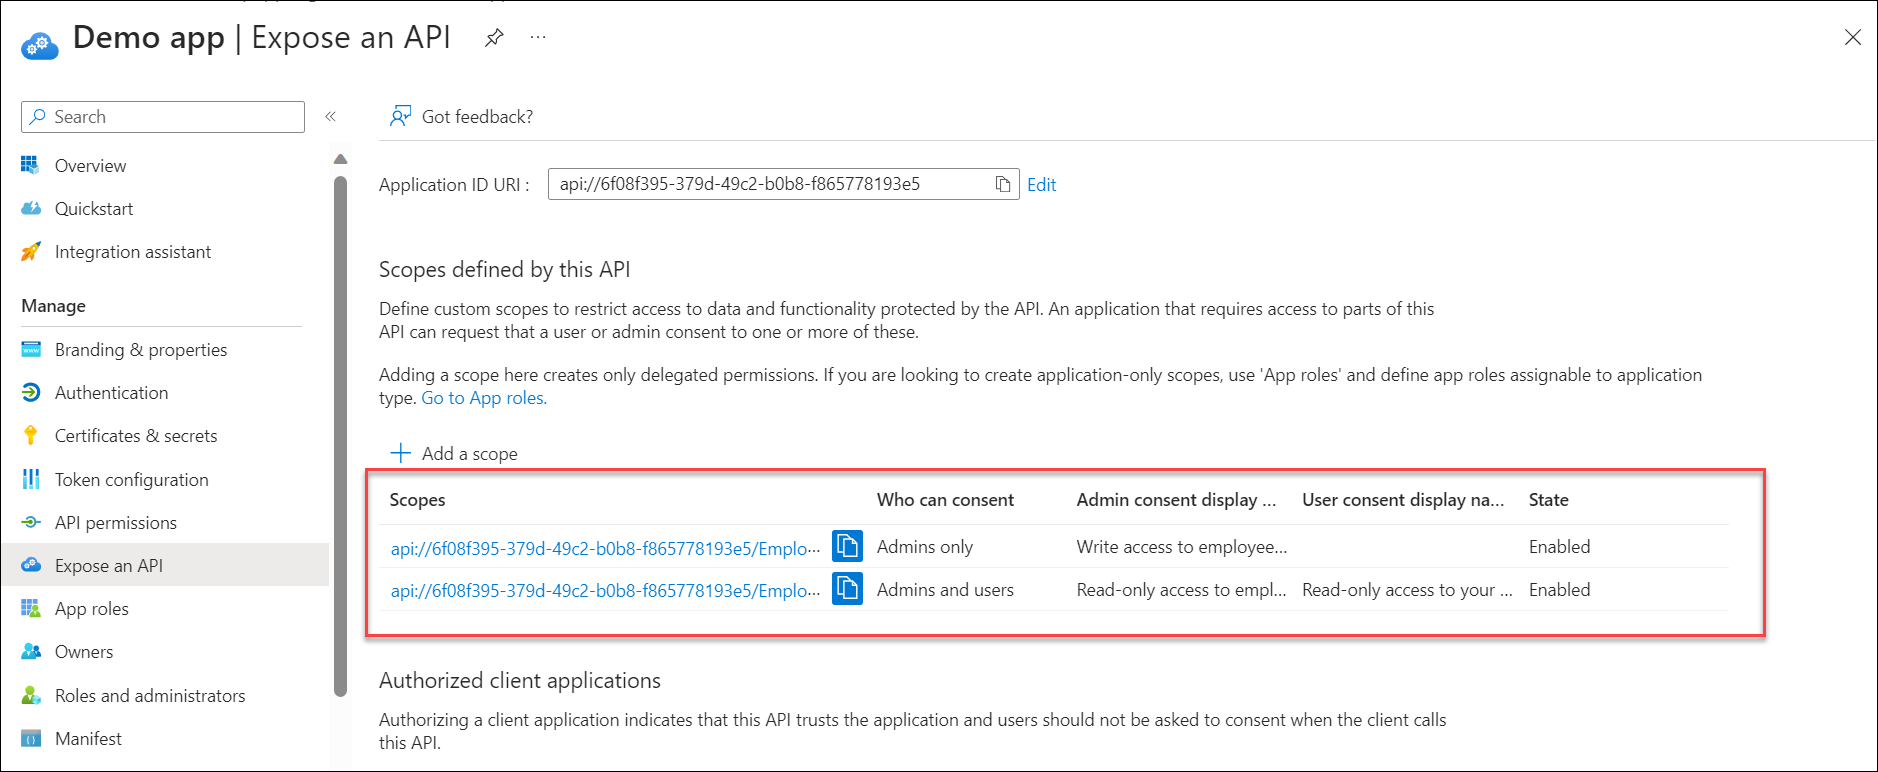 Demo app | Expose an API ...
Search «
Overview
Quickstart
Integration assistant
Manage
Branding & properties
Authentication
Certificates & secrets
Token configuration
API permissions
Expose an API
App roles
Owners
Roles and administrators
Manifest
Got feedback?
Application ID URI : api://6f08f395-379d-49c2-b0b8-f865778193e5 Edit
Scopes defined by this API
Define custom scopes to restrict access to data and functionality protected by the API. An application that requires access to parts of this
API can request that a user or admin consent to one or more of these.
Adding a scope here creates only delegated permissions. If you are looking to create application-only scopes, use 'App roles' and define app roles assignable to application
type. Go to App roles.
Add a scope
Scopes Who can consent Admin consent display ... User consent display na... State
api://6f08f395-379d-49c2-b0b8-f865778193e5/Emplo... Admins only Write access to employee... Enabled
api://6f08f395-379d-49c2-b0b8-f865778193e5/Emplo... Admins and users Read-only access to empl... Read-only access to your ... Enabled
Authorized client applications
Authorizing a client application indicates that this API trusts the application and users should not be asked to consent when the client calls
this API.